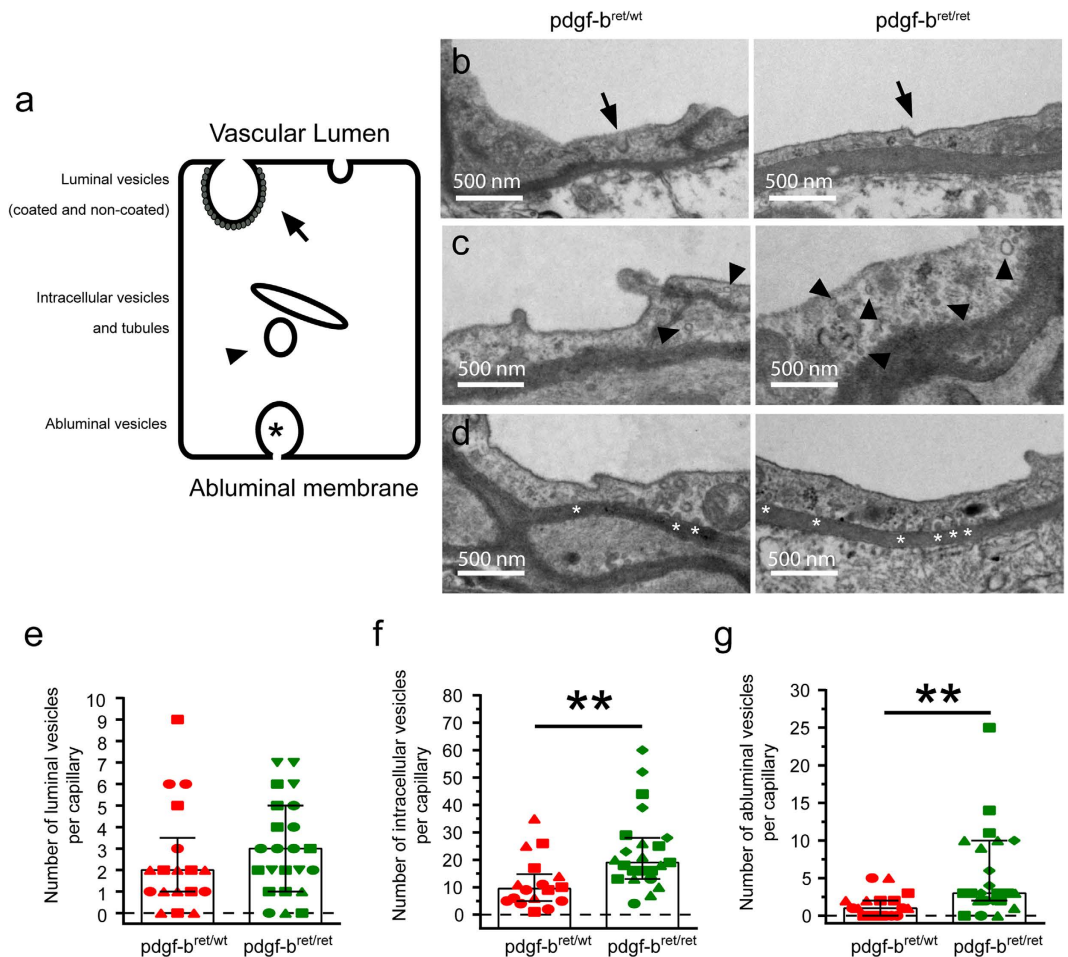 pdgf-b^ret/wt
pdgf-b^ret/ret
a
Vascular Lumen
Luminal vesicles
(coated and non-coated)
Intracellular vesicles
and tubules
Abluminal vesicles
*
Abluminal membrane
b
500 nm
500 nm
c
500 nm
500 nm
d
* * *
500 nm
* * * * * *
500 nm
e
Number of luminal vesicles
per capillary
10
9
8
7
6
5
4
3
2
1
0
pdgf-b^ret/wt
pdgf-b^ret/ret
f
Number of intracellular vesicles
per capillary
80
70
60
50
40
30
20
10
0
**
pdgf-b^ret/wt
pdgf-b^ret/ret
g
Number of abluminal vesicles
per capillary
30
25
20
15
10
5
0
**
pdgf-b^ret/wt
pdgf-b^ret/ret